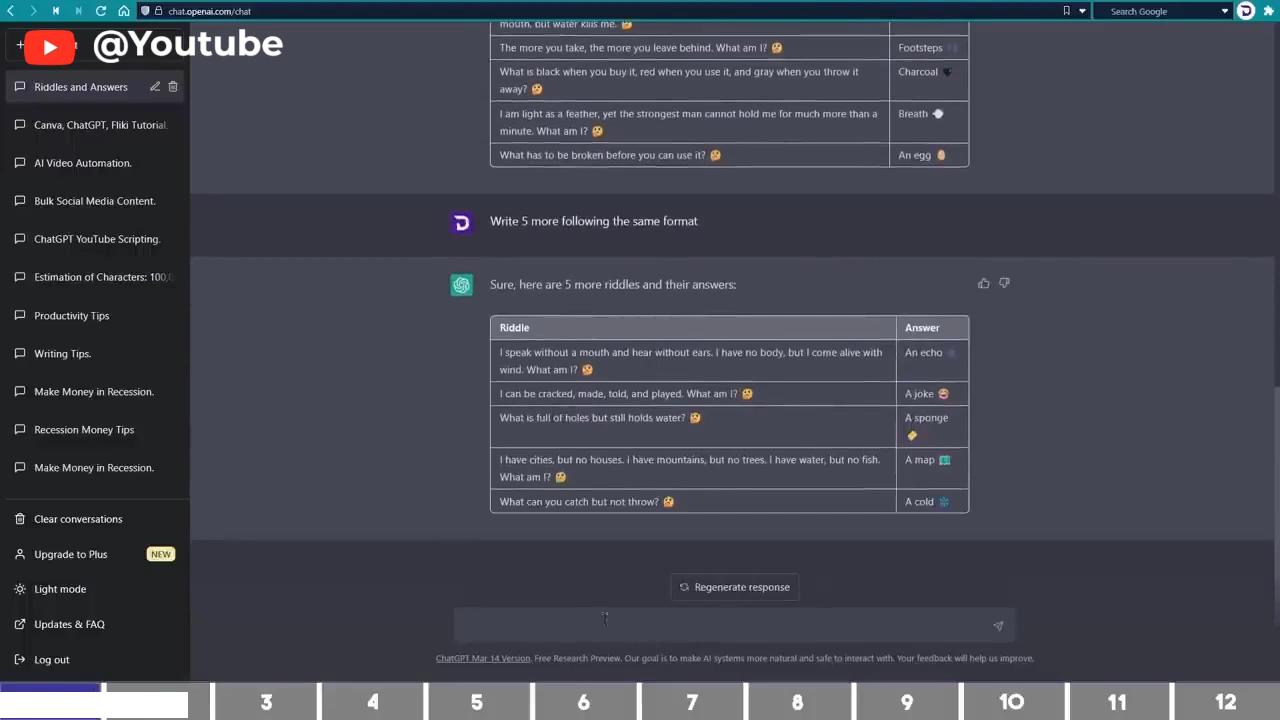 chat.openai.com/chat
Search Google
@Youtube
Riddles and Answers
Canva, ChatGPT, Fliki Tutorial.
AI Video Automation.
Bulk Social Media Content.
ChatGPT YouTube Scripting.
Estimation of Characters: 100,
Productivity Tips
Writing Tips.
Make Money in Recession.
Recession Money Tips
Make Money in Recession.
Clear conversations
Upgrade to Plus
NEW
Light mode
Updates & FAQ
Log out
mouth, but water kills me. 🤔
The more you take, the more you leave behind. What am I? 🤔
Footsteps 👣
What is black when you buy it, red when you use it, and gray when you throw it
away? 🤔
Charcoal 🖤
I am light as a feather, yet the strongest man cannot hold me for much more than a
minute. What am I? 🤔
Breath 💨
What has to be broken before you can use it? 🤔
An egg 🥚
Write 5 more following the same format
Sure, here are 5 more riddles and their answers:
Riddle
Answer
I speak without a mouth and hear without ears. I have no body, but I come alive with
wind. What am I? 🤔
An echo
I can be cracked, made, told, and played. What am I? 🤔
A joke
What is full of holes but still holds water? 🤔
A sponge
🧽
I have cities, but no houses. I have mountains, but no trees. I have water, but no fish.
What am I? 🤔
A map 🗺️
What can you catch but not throw? 🤔
A cold
Regenerate response
ChatGPT Mar 14 Version. Free Research Preview. Our goal is to make AI systems more natural and safe to interact with. Your feedback will help us improve.
3
4
5
6
7
8
9
10
11
12